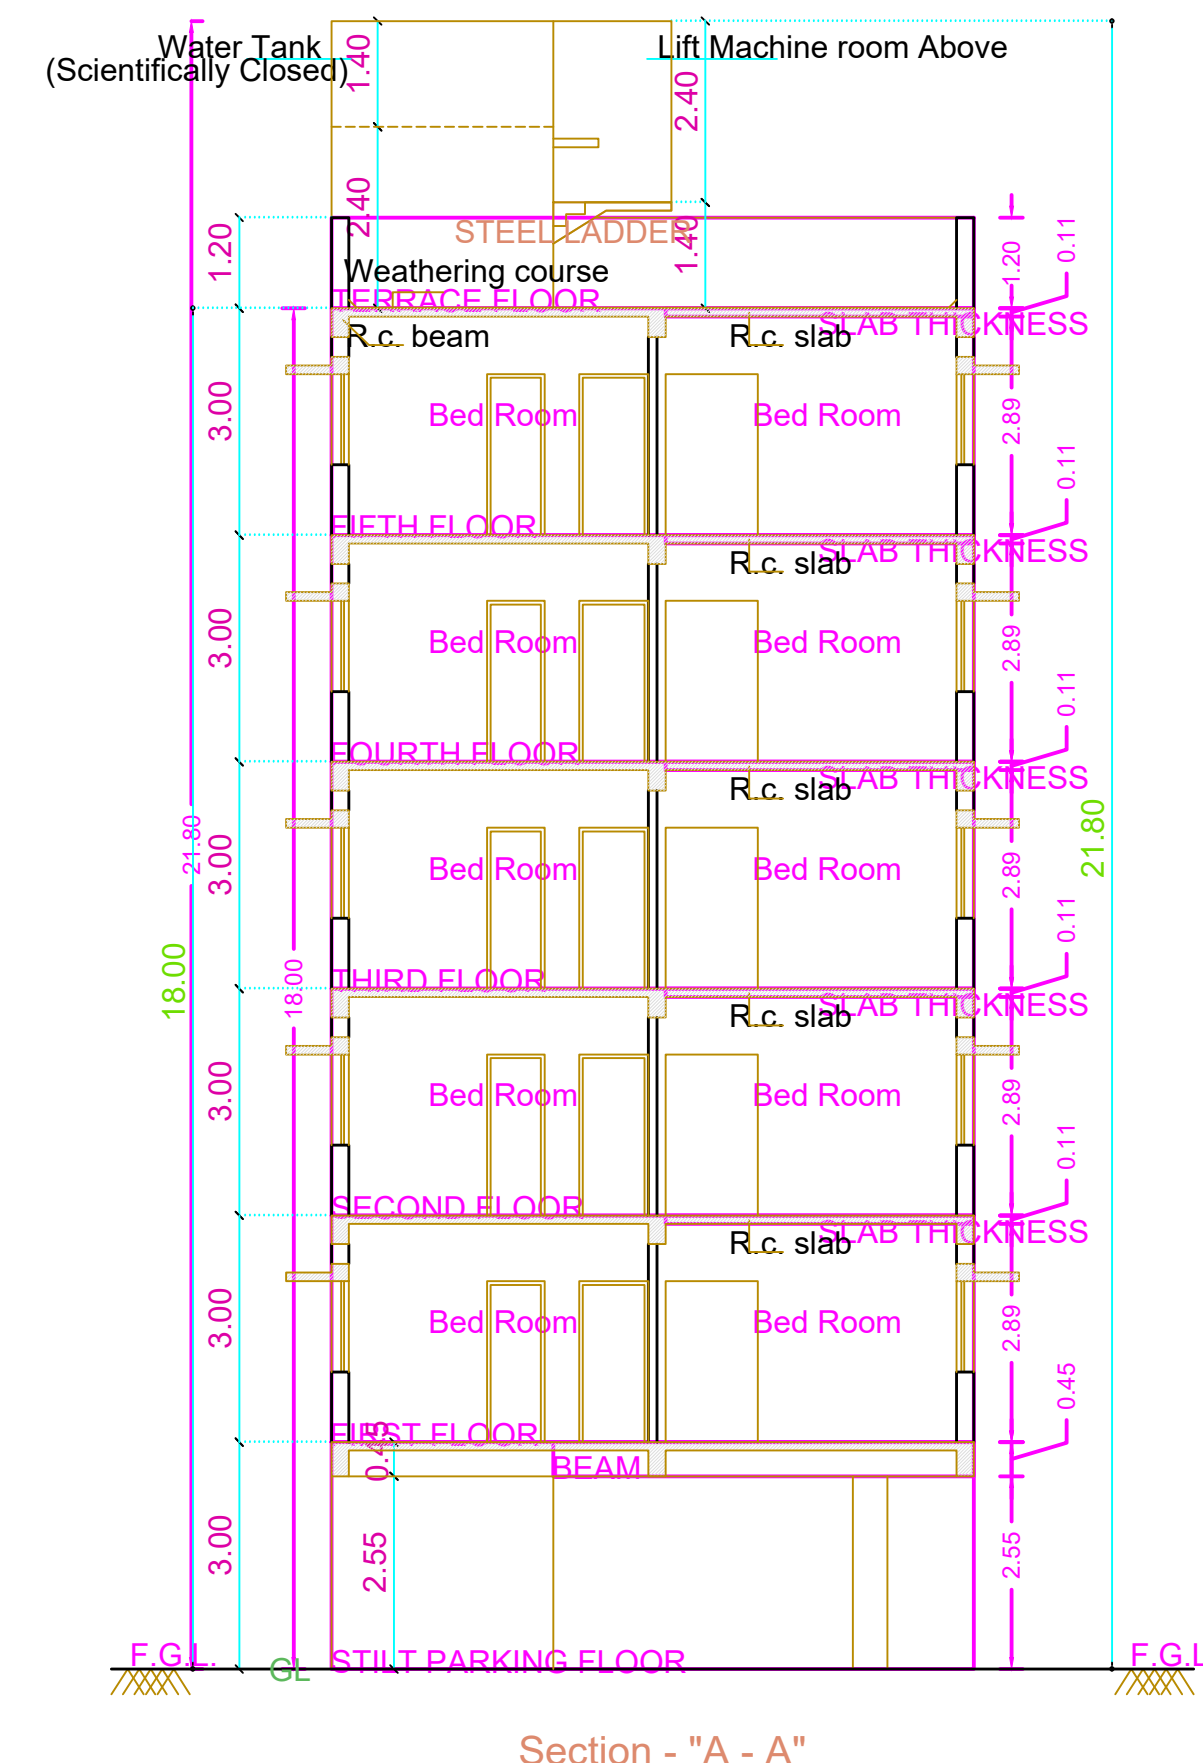 Water Tank
(Scientifically Closed)
Lift Machine room Above
1.40
2.40
2.40
1.40
STEEL LADDER
1.20
1.20
0.11
Weathering course
TERRACE FLOOR
SLAB THICKNESS
R.c. beam
R.c. slab
3.00
Bed Room
Bed Room
2.89
0.11
FIFTH FLOOR
SLAB THICKNESS
R.c. slab
3.00
Bed Room
Bed Room
2.89
0.11
FOURTH FLOOR
SLAB THICKNESS
R.c. slab
21.80
21.80
3.00
Bed Room
Bed Room
2.89
0.11
18.00
18.00
THIRD FLOOR
SLAB THICKNESS
R.c. slab
3.00
Bed Room
Bed Room
2.89
0.11
SECOND FLOOR
SLAB THICKNESS
R.c. slab
3.00
Bed Room
Bed Room
2.89
0.45
FIRST FLOOR
0.45
BEAM
3.00
2.55
2.55
F.G.L.
GL
STILT PARKING FLOOR
F.G.L
Section - "A - A"